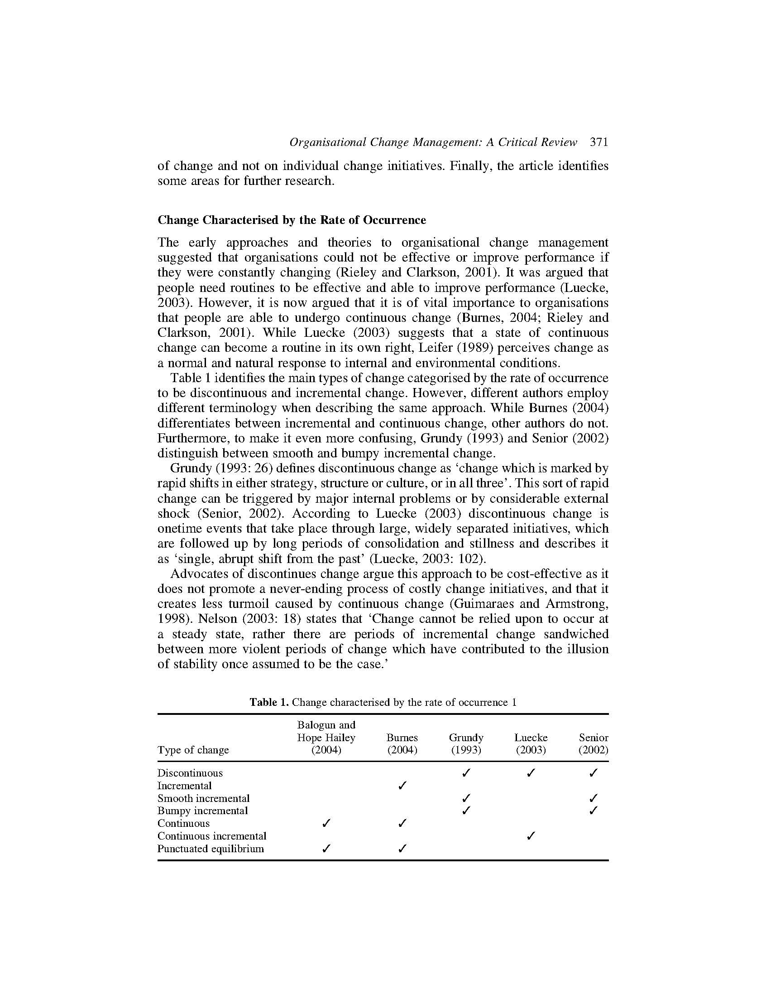 Organisational Change Management: A Critical Review 371
of change and not on individual change initiatives. Finally, the article identifies
some areas for further research.
Change Characterised by the Rate of Occurrence
The early approaches and theories to organisational change management
suggested that organisations could not be effective or improve performance if
they were constantly changing (Rieley and Clarkson, 2001). It was argued that
people need routines to be effective and able to improve performance (Luecke,
2003). However, it is now argued that it is of vital importance to organisations
that people are able to undergo continuous change (Burnes, 2004; Rieley and
Clarkson, 2001). While Luecke (2003) suggests that a state of continuous
change can become a routine in its own right, Leifer (1989) perceives change as
a normal and natural response to internal and environmental conditions.
Table 1 identifies the main types of change categorised by the rate of occurrence
to be discontinuous and incremental change. However, different authors employ
different terminology when describing the same approach. While Burnes (2004)
differentiates between incremental and continuous change, other authors do not.
Furthermore, to make it even more confusing, Grundy (1993) and Senior (2002)
distinguish between smooth and bumpy incremental change.
Grundy (1993: 26) defines discontinuous change as ‘change which is marked by
rapid shifts in either strategy, structure or culture, or in all three’. This sort of rapid
change can be triggered by major internal problems or by considerable external
shock (Senior, 2002). According to Luecke (2003) discontinuous change is
onetime events that take place through large, widely separated initiatives, which
are followed up by long periods of consolidation and stillness and describes it
as ‘single, abrupt shift from the past’ (Luecke, 2003: 102).
Advocates of discontinues change argue this approach to be cost-effective as it
does not promote a never-ending process of costly change initiatives, and that it
creates less turmoil caused by continuous change (Guimaraes and Armstrong,
1998). Nelson (2003: 18) states that ‘Change cannot be relied upon to occur at
a steady state, rather there are periods of incremental change sandwiched
between more violent periods of change which have contributed to the illusion
of stability once assumed to be the case.’
Table 1. Change characterised by the rate of occurrence 1
Balogun and
Hope Hailey Burnes Grundy Luecke Senior
Type of change (2004) (2004) (1993) (2003) (2002)
Discontinuous ✓ ✓ ✓
Incremental ✓
Smooth incremental ✓ ✓
Bumpy incremental ✓ ✓
Continuous ✓ ✓
Continuous incremental ✓
Punctuated equilibrium ✓ ✓